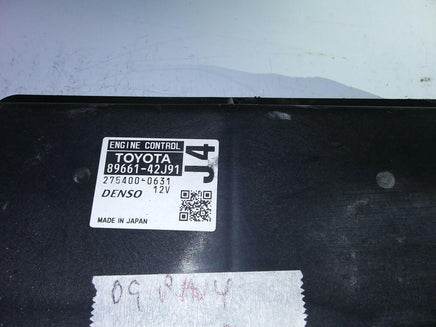 ENGINE CONTROL
TOYOTA
89661-42J91
275400-0631
12V
DENSO
MADE IN JAPAN
J4
09 RAV4